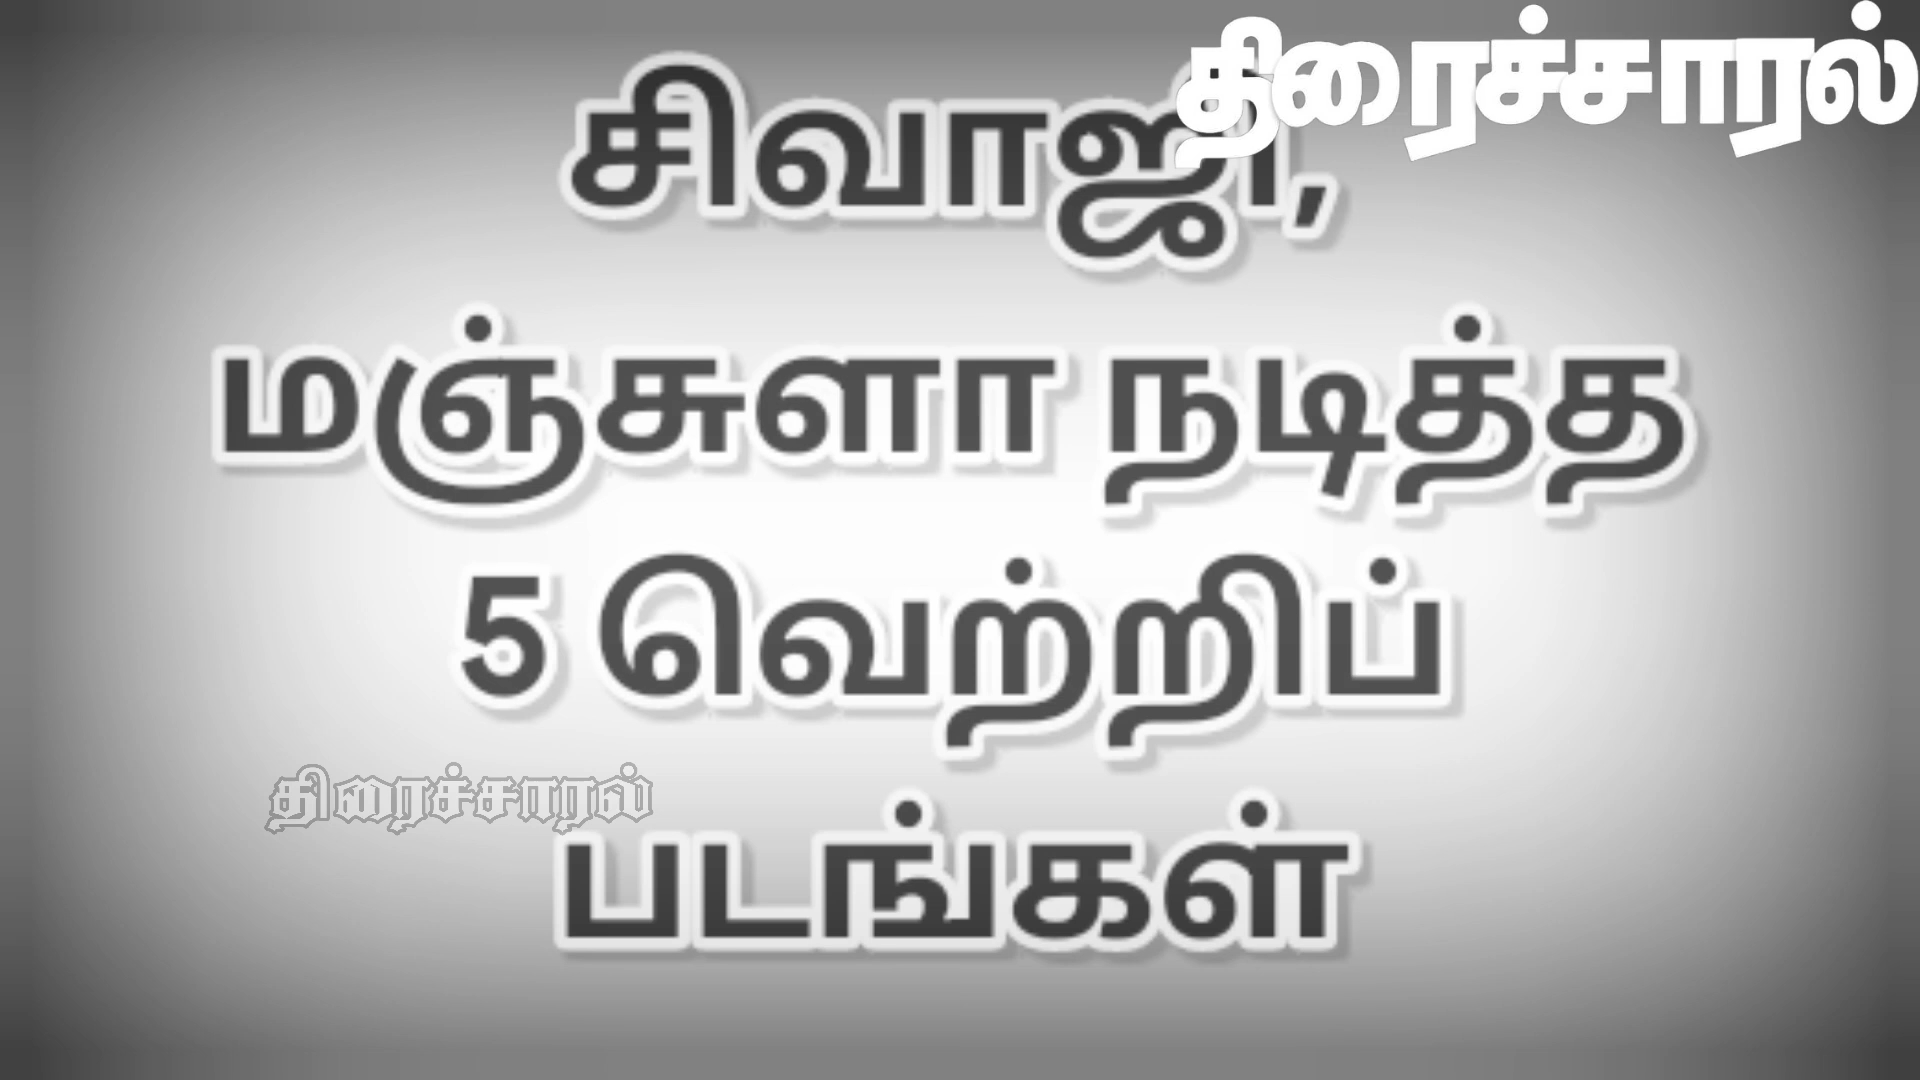 திரைச்சாரல்
சிவாஜி,
மஞ்சுளா நடித்த
5 வெற்றிப்
திரைச்சாரல்
படங்கள்